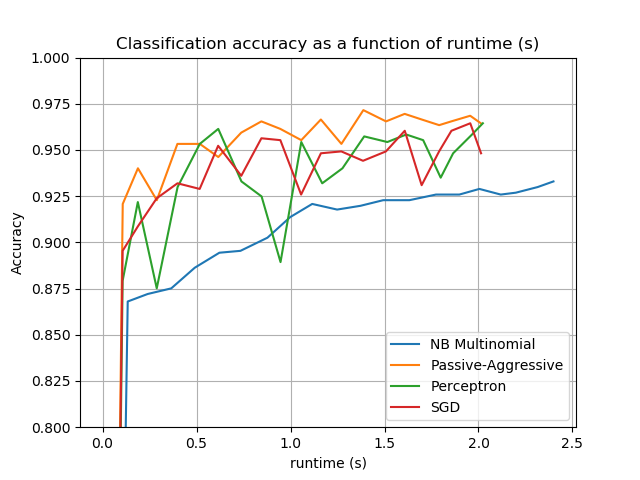 Classification accuracy as a function of runtime (s)
1.000
0.975
0.950
0.925
0.900
0.875
0.850
0.825
0.800
Accuracy
NB Multinomial
Passive-Aggressive
Perceptron
SGD
0.0 0.5 1.0 1.5 2.0 2.5
runtime (s)